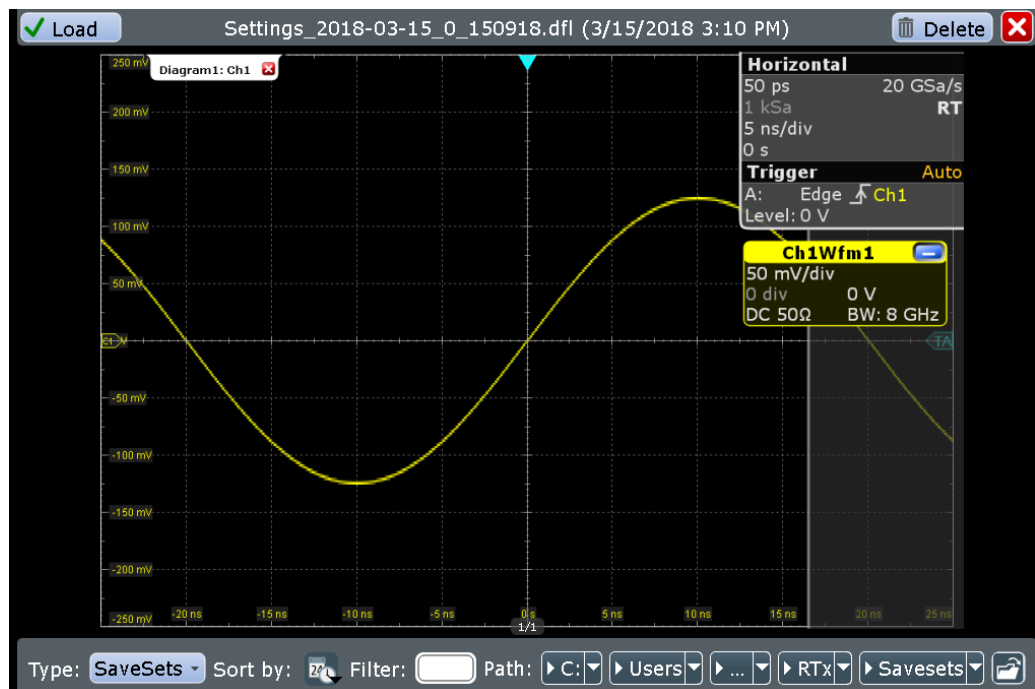 Load Settings_2018-03-15_0_150918.dfl (3/15/2018 3:10 PM) Delete
250 mV
Diagram1: Ch1
200 mV
150 mV
100 mV
50 mV
C1 V
-50 mV
-100 mV
-150 mV
-200 mV
-250 mV
-20 ns -15 ns -10 ns -5 ns 0 s 5 ns 10 ns 15 ns 20 ns 25 ns
1/1
Horizontal
50 ps 20 GSa/s
1 kSa RT
5 ns/div
0 s
Trigger Auto
A: Edge Ch1
Level: 0 V
Ch1Wfm1
50 mV/div
0 div 0 V
DC 50Ω BW: 8 GHz
TA
Type: SaveSets Sort by: 24 Filter: Path: C: Users ... RTx Savesets